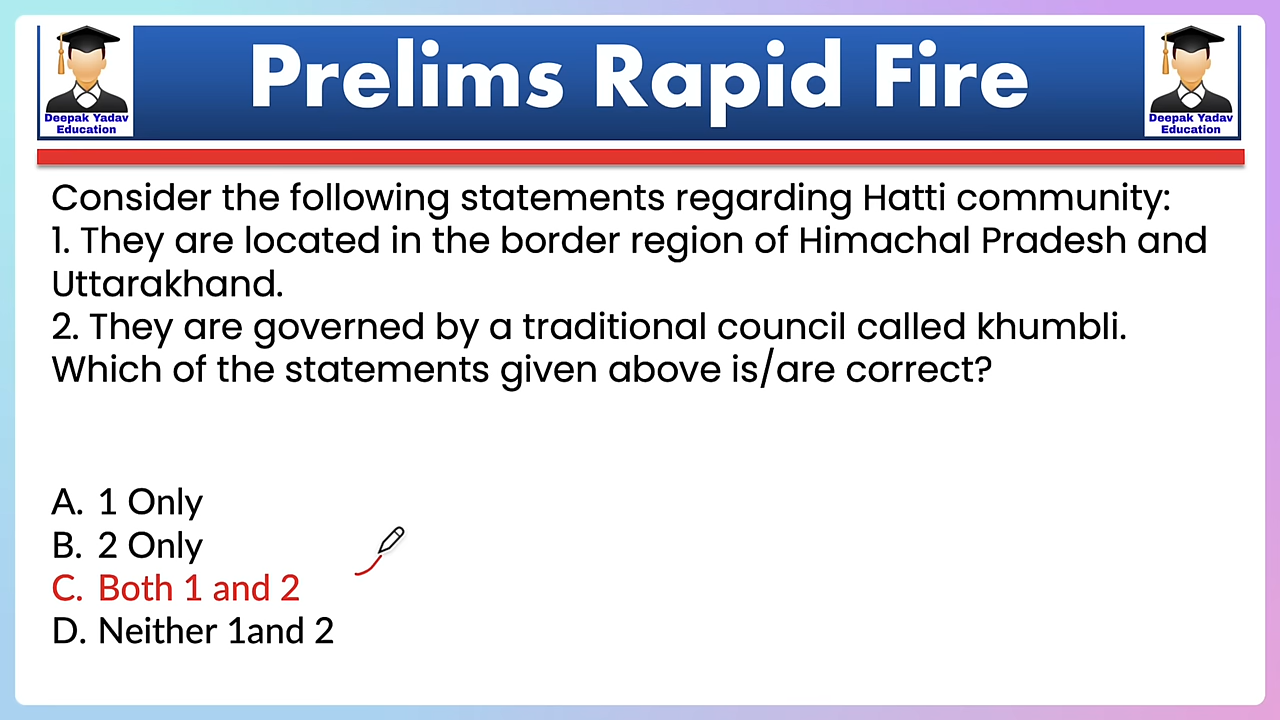 Prelims Rapid Fire
Deepak Yadav
Education
Deepak Yadav
Education
Consider the following statements regarding Hatti community:
1. They are located in the border region of Himachal Pradesh and
Uttarakhand.
2. They are governed by a traditional council called khumbli.
Which of the statements given above is/are correct?
A. 1 Only
B. 2 Only
C. Both 1 and 2
D. Neither 1and 2